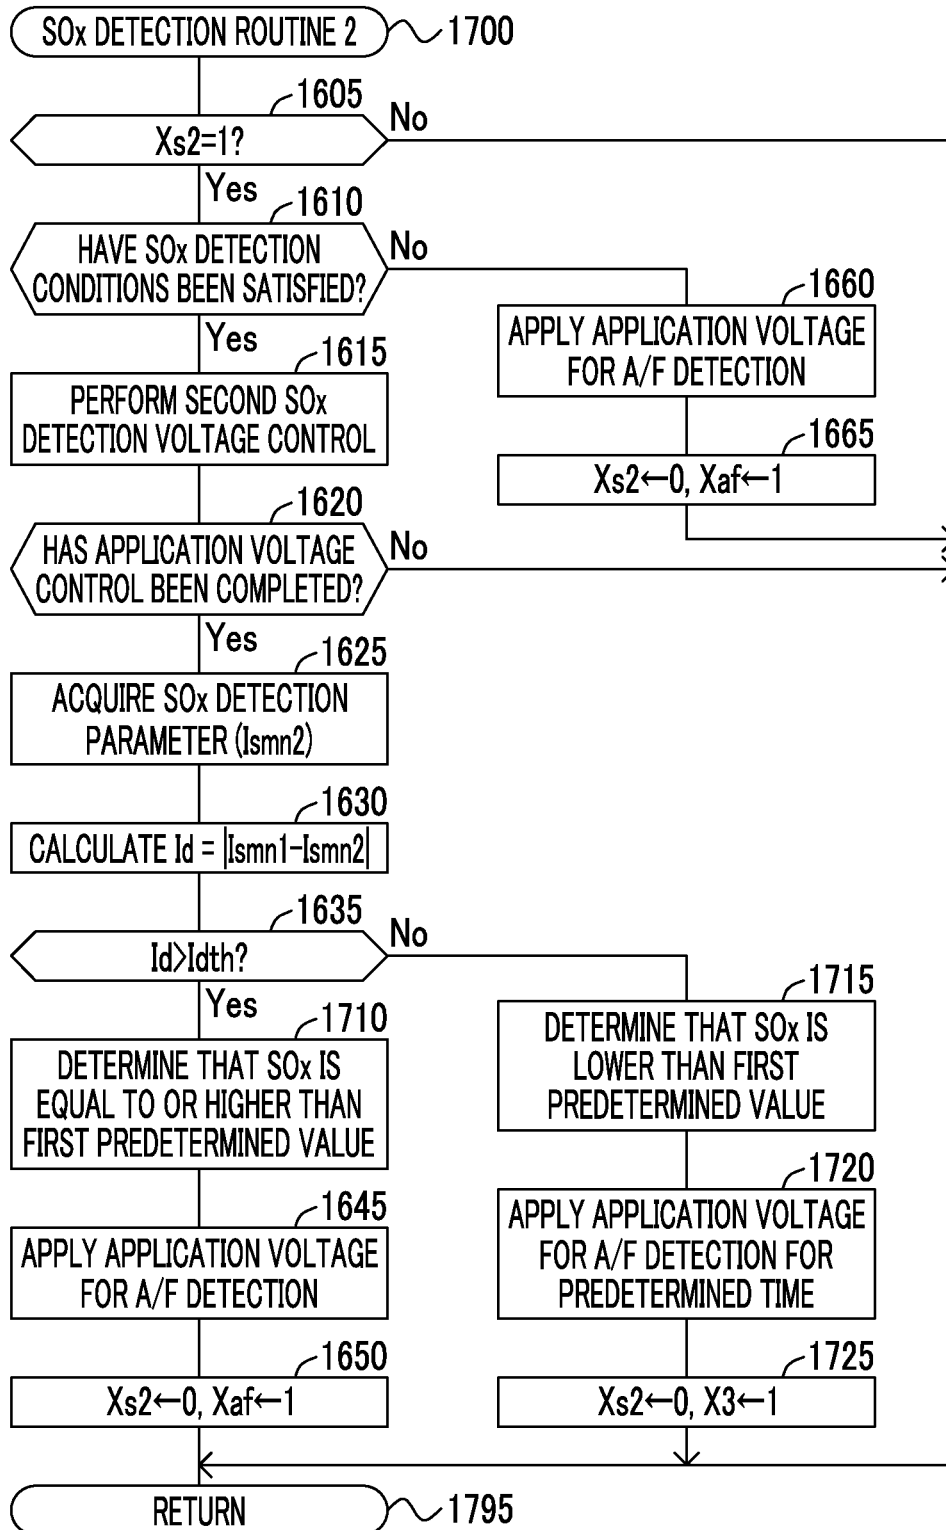 SOx DETECTION ROUTINE 2
1700
1605
Xs2=1?
No
Yes
1610
HAVE SOx DETECTION
CONDITIONS BEEN SATISFIED?
No
Yes
1660
APPLY APPLICATION VOLTAGE
FOR A/F DETECTION
1615
PERFORM SECOND SOx
DETECTION VOLTAGE CONTROL
1665
Xs2←0, Xaf←1
1620
HAS APPLICATION VOLTAGE
CONTROL BEEN COMPLETED?
No
Yes
1625
ACQUIRE SOx DETECTION
PARAMETER (Ismn2)
1630
CALCULATE Id = |Ismn1-Ismn2|
1635
Id>Idth?
No
Yes
1710
DETERMINE THAT SOx IS
EQUAL TO OR HIGHER THAN
FIRST PREDETERMINED VALUE
1715
DETERMINE THAT SOx IS
LOWER THAN FIRST
PREDETERMINED VALUE
1645
APPLY APPLICATION VOLTAGE
FOR A/F DETECTION
1720
APPLY APPLICATION VOLTAGE
FOR A/F DETECTION FOR
PREDETERMINED TIME
1650
Xs2←0, Xaf←1
1725
Xs2←0, X3←1
RETURN
1795